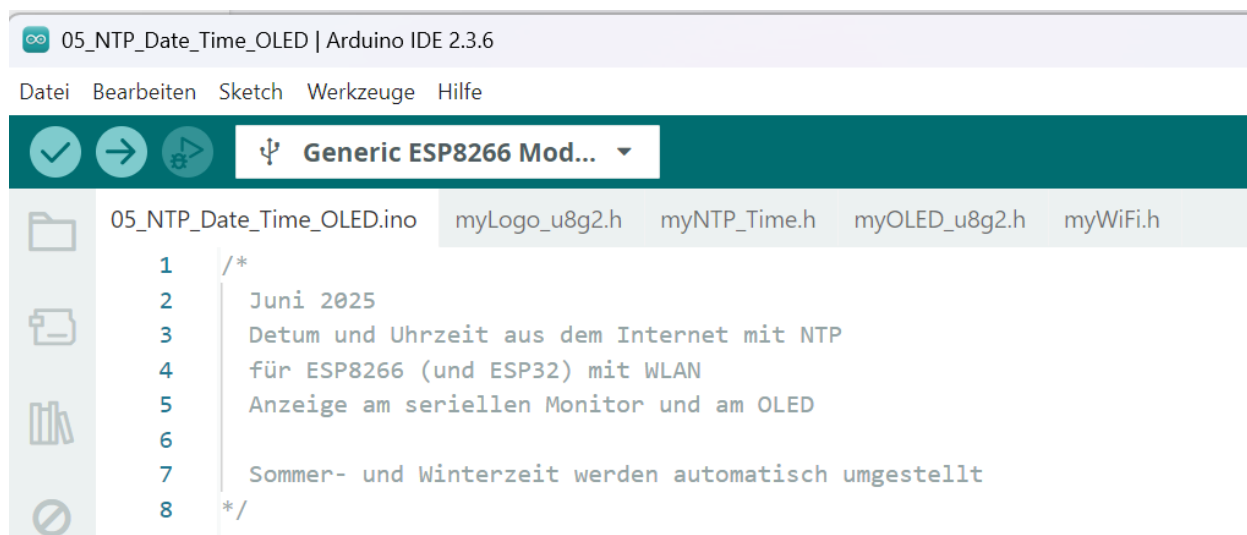 05_NTP_Date_Time_OLED | Arduino IDE 2.3.6
Datei Bearbeiten Sketch Werkzeuge Hilfe
Generic ESP8266 Mod...
05_NTP_Date_Time_OLED.ino myLogo_u8g2.h myNTP_Time.h myOLED_u8g2.h myWiFi.h
1 /*
2 Juni 2025
3 Detum und Uhrzeit aus dem Internet mit NTP
4 für ESP8266 (und ESP32) mit WLAN
5 Anzeige am seriellen Monitor und am OLED
6
7 Sommer- und Winterzeit werden automatisch umgestellt
8 */